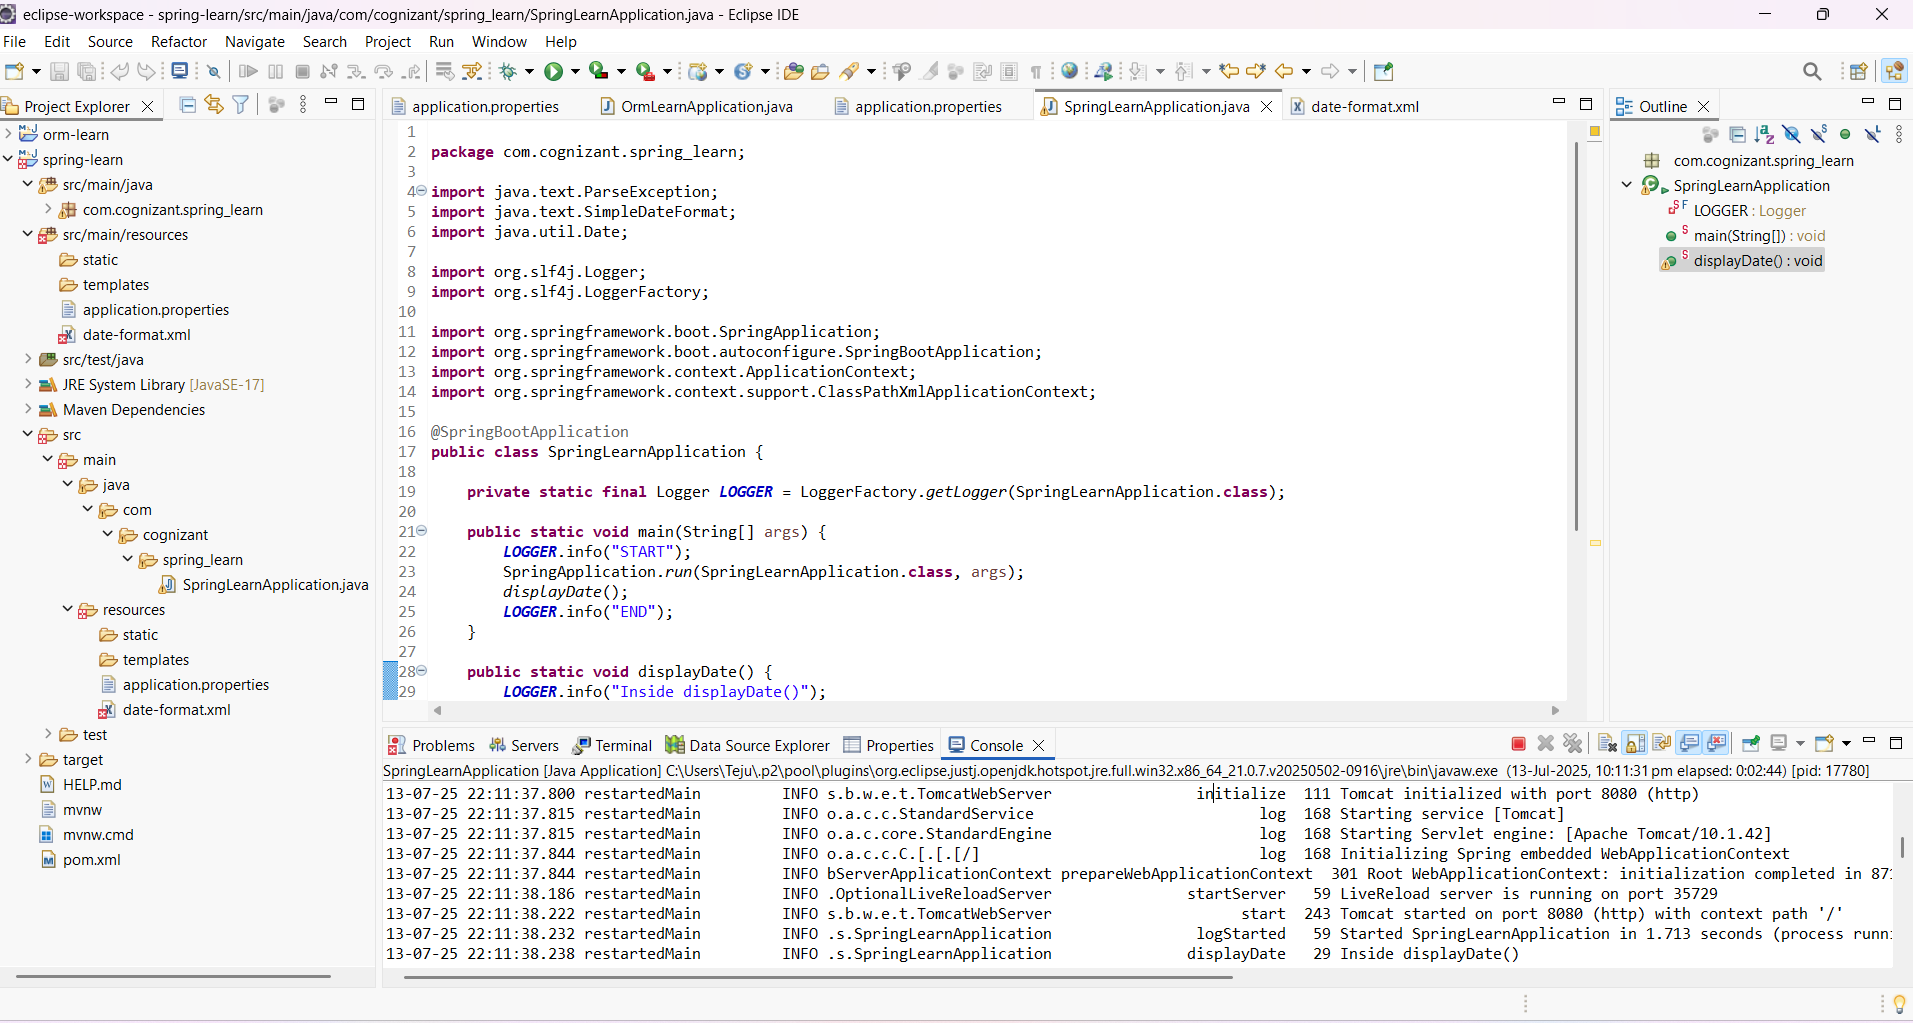 eclipse-workspace - spring-learn/src/main/java/com/cognizant/spring_learn/SpringLearnApplication.java - Eclipse IDE
File Edit Source Refactor Navigate Search Project Run Window Help
Project Explorer
orm-learn
spring-learn
src/main/java
com.cognizant.spring_learn
src/main/resources
static
templates
application.properties
date-format.xml
src/test/java
JRE System Library [JavaSE-17]
Maven Dependencies
src
main
java
com
cognizant
spring_learn
SpringLearnApplication.java
resources
static
templates
application.properties
date-format.xml
test
target
HELP.md
mvnw
mvnw.cmd
pom.xml
application.properties OrmLearnApplication.java application.properties SpringLearnApplication.java date-format.xml
1
2 package com.cognizant.spring_learn;
3
4 import java.text.ParseException;
5 import java.text.SimpleDateFormat;
6 import java.util.Date;
7
8 import org.slf4j.Logger;
9 import org.slf4j.LoggerFactory;
10
11 import org.springframework.boot.SpringApplication;
12 import org.springframework.boot.autoconfigure.SpringBootApplication;
13 import org.springframework.context.ApplicationContext;
14 import org.springframework.context.support.ClassPathXmlApplicationContext;
15
16 @SpringBootApplication
17 public class SpringLearnApplication {
18
19 private static final Logger LOGGER = LoggerFactory.getLogger(SpringLearnApplication.class);
20
21 public static void main(String[] args) {
22 LOGGER.info("START");
23 SpringApplication.run(SpringLearnApplication.class, args);
24 displayDate();
25 LOGGER.info("END");
26 }
27
28 public static void displayDate() {
29 LOGGER.info("Inside displayDate()");
Outline
com.cognizant.spring_learn
SpringLearnApplication
LOGGER : Logger
main(String[]) : void
displayDate() : void
Problems Servers Terminal Data Source Explorer Properties Console
SpringLearnApplication [Java Application] C:\Users\Teju\.p2\pool\plugins\org.eclipse.justj.openjdk.hotspot.jre.full.win32.x86_64_21.0.7.v20250502-0916\jre\bin\javaw.exe (13-Jul-2025, 10:11:31 pm elapsed: 0:02:44) [pid: 17780]
13-07-25 22:11:37.800 restartedMain INFO s.b.w.e.t.TomcatWebServer initialize 111 Tomcat initialized with port 8080 (http)
13-07-25 22:11:37.815 restartedMain INFO o.a.c.c.StandardService log 168 Starting service [Tomcat]
13-07-25 22:11:37.815 restartedMain INFO o.a.c.core.StandardEngine log 168 Starting Servlet engine: [Apache Tomcat/10.1.42]
13-07-25 22:11:37.844 restartedMain INFO o.a.c.c.C.[.[.[/] log 168 Initializing Spring embedded WebApplicationContext
13-07-25 22:11:37.844 restartedMain INFO bServerApplicationContext prepareWebApplicationContext 301 Root WebApplicationContext: initialization completed in 871
13-07-25 22:11:38.186 restartedMain INFO .OptionalLiveReloadServer startServer 59 LiveReload server is running on port 35729
13-07-25 22:11:38.222 restartedMain INFO s.b.w.e.t.TomcatWebServer start 243 Tomcat started on port 8080 (http) with context path '/'
13-07-25 22:11:38.232 restartedMain INFO .s.SpringLearnApplication logStarted 59 Started SpringLearnApplication in 1.713 seconds (process
13-07-25 22:11:38.238 restartedMain INFO .s.SpringLearnApplication displayDate 29 Inside displayDate()